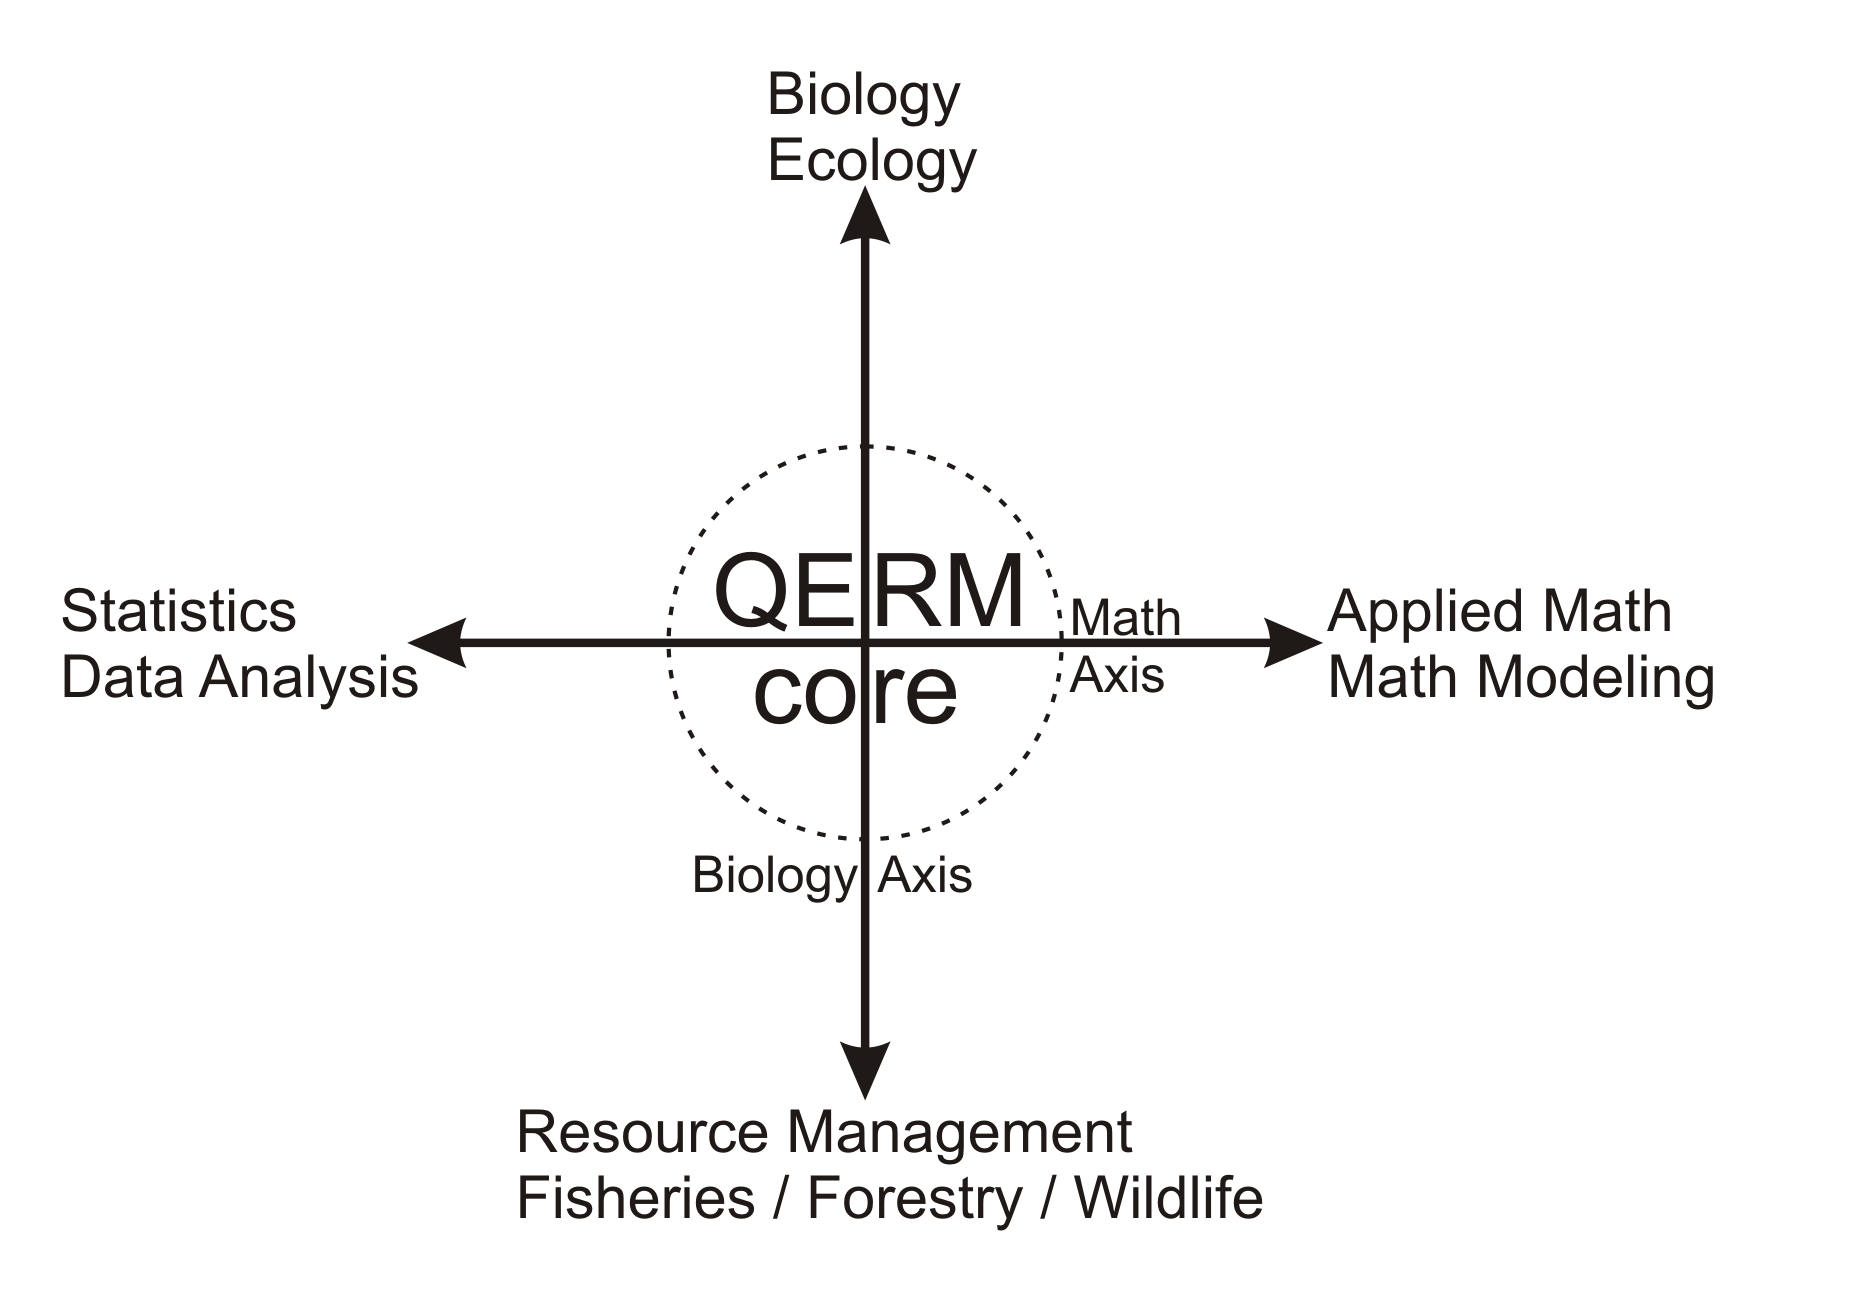 Biology
Ecology
QERM
core
Statistics
Data Analysis
Math
Axis
Applied Math
Math Modeling
Biology Axis
Resource Management
Fisheries / Forestry / Wildlife